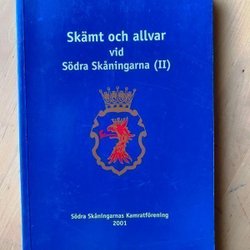 Skämt och allvar
vid
Södra Skåningarna (II)
Södra Skåningarnas Kamratförening
2001